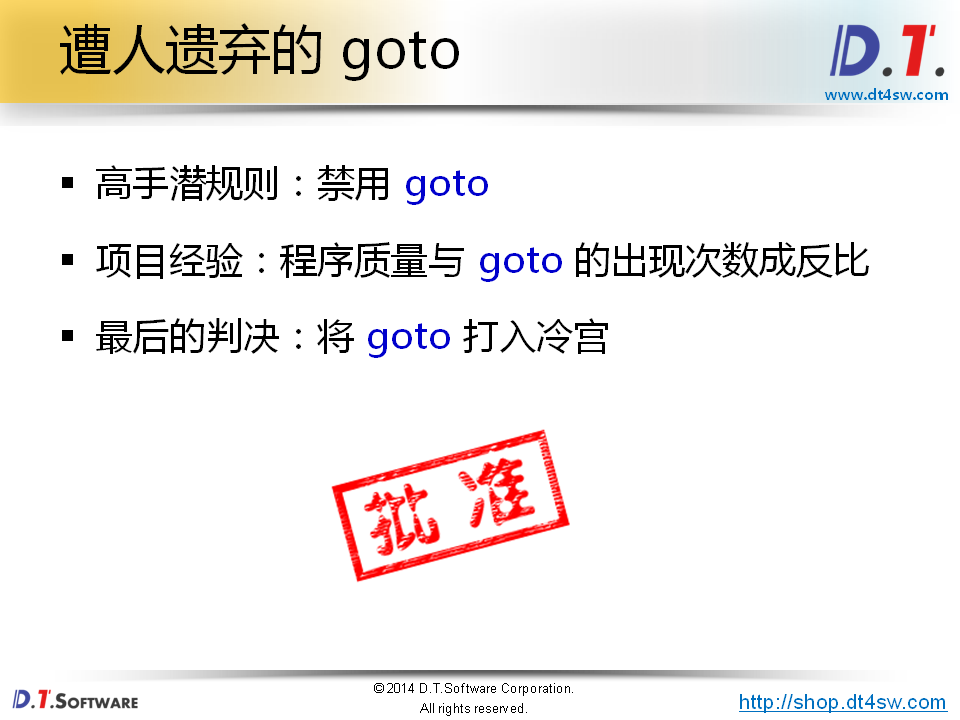 遭人遗弃的 goto
D.T.
www.dt4sw.com
▪ 高手潜规则：禁用 goto
▪ 项目经验：程序质量与 goto 的出现次数成反比
▪ 最后的判决：将 goto 打入冷宫
批准
D.T.SOFTWARE
©2014 D.T.Software Corporation.
All rights reserved.
http://shop.dt4sw.com